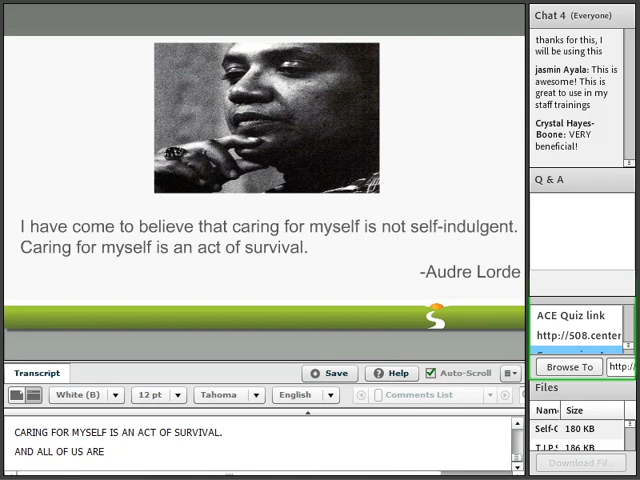 I have come to believe that caring for myself is not self-indulgent.
Caring for myself is an act of survival.
-Audre Lorde
Chat 4 (Everyone)
thanks for this, I
will be using this
jasmin Ayala: This is
awesome! This is
great to use in my
staff trainings
Crystal Hayes-
Boone: VERY
beneficial!
Q & A
ACE Quiz link
http://508.center
Browse To
http:/
Files
Name
Size
Self-C
180 KB
T.I.P.S
186 KB
Download Fil...
Transcript
Save
Help
Auto-Scroll
White (B)
12 pt
Tahoma
English
Comments List
CARING FOR MYSELF IS AN ACT OF SURVIVAL.
AND ALL OF US ARE